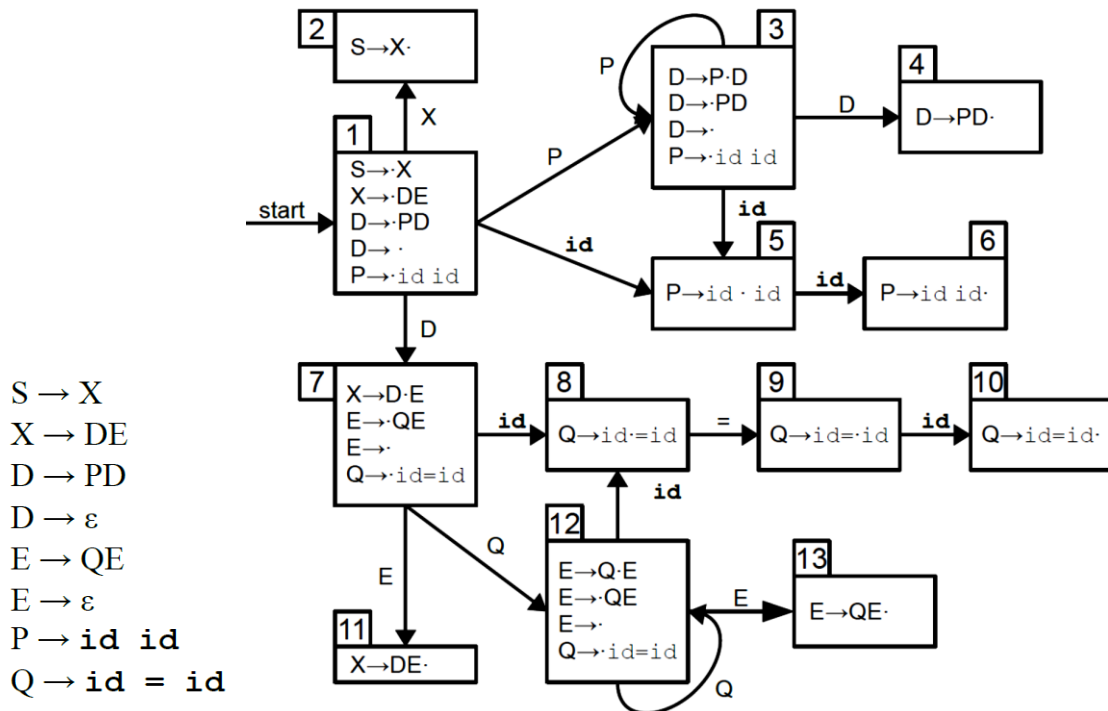 2
S→X·
X
1
S→·X
X→·DE
D→·PD
D→ ·
P→·id id
start
P
id
D
3
P
D→P·D
D→·PD
D→·
P→·id id
D
4
D→PD·
id
5
P→id · id
id
6
P→id id·
S → X
X → DE
D → PD
D → ε
E → QE
E → ε
P → id id
Q → id = id
7
X→D·E
E→·QE
E→·
Q→·id=id
id
8
Q→id·=id
=
9
Q→id=·id
id
10
Q→id=id·
id
Q
E
11
X→DE·
12
E→Q·E
E→·QE
E→·
Q→·id=id
Q
E
13
E→QE·